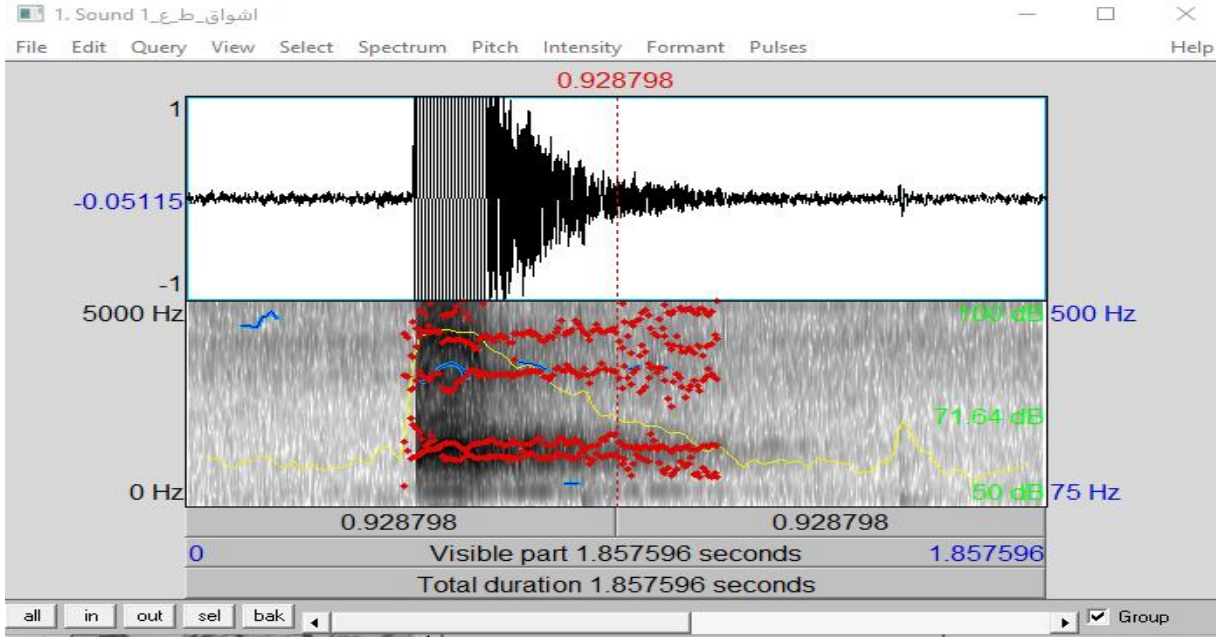 1. Sound 1_اشواق_ط_ع
File Edit Query View Select Spectrum Pitch Intensity Formant Pulses Help
0.928798
1
-0.05115
-1
5000 Hz 100 dB 500 Hz
71.64 dB
0 Hz 50 dB 75 Hz
0.928798 0.928798
0 Visible part 1.857596 seconds 1.857596
Total duration 1.857596 seconds
all in out sel bak Group